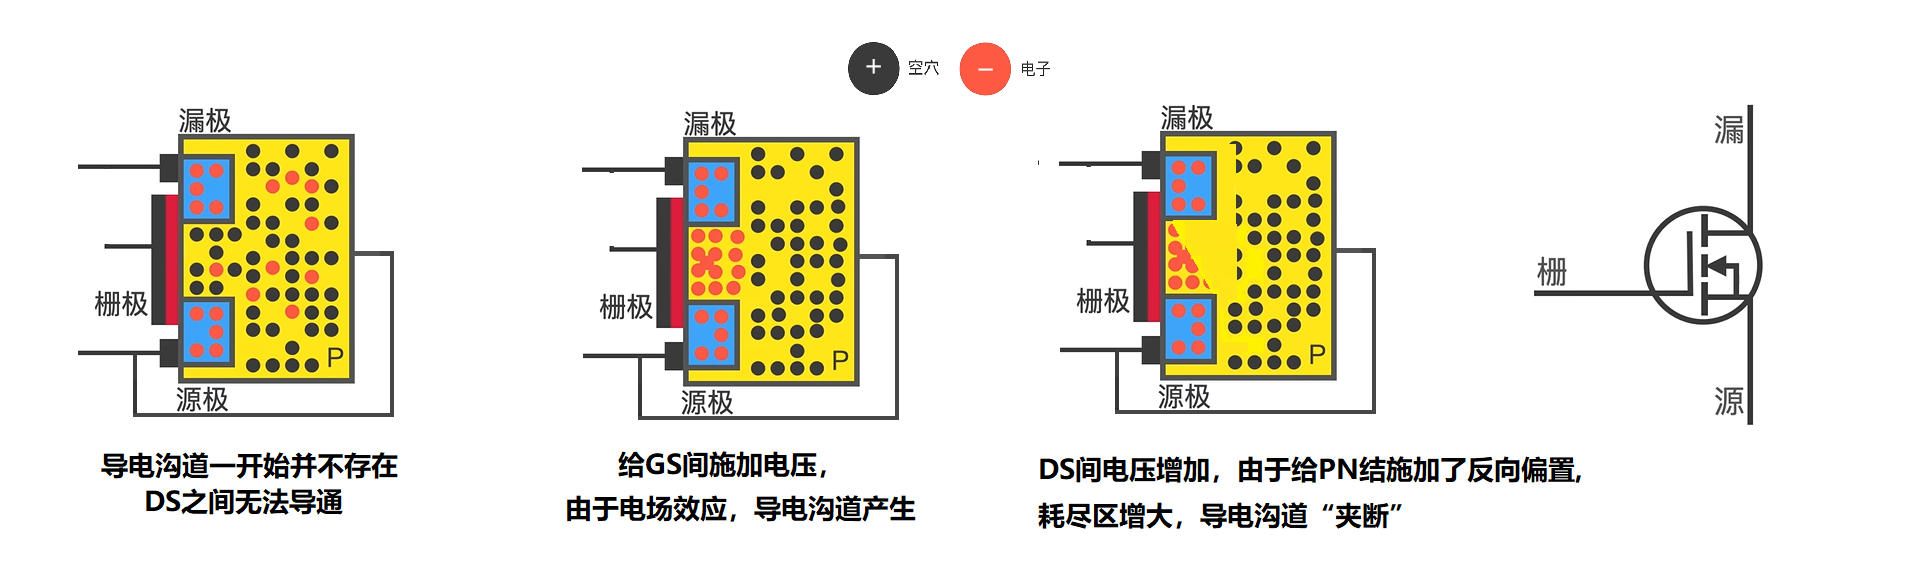 + 空穴 − 电子
漏极
栅极
P
源极
导电沟道一开始并不存在
DS之间无法导通
漏极
栅极
P
源极
给GS间施加电压，
由于电场效应，导电沟道产生
漏极
栅极
P
源极
DS间电压增加，由于给PN结施加了反向偏置,
耗尽区增大，导电沟道“夹断”
漏
栅
源